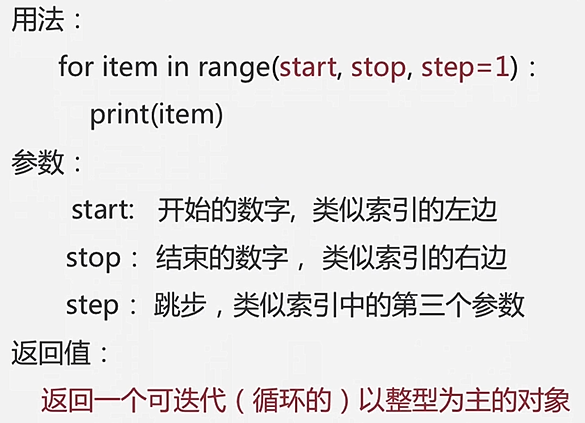 用法：
for item in range(start, stop, step=1)：
print(item)
参数：
start: 开始的数字, 类似索引的左边
stop： 结束的数字 ，类似索引的右边
step： 跳步 ，类似索引中的第三个参数
返回值：
返回一个可迭代（循环的）以整型为主的对象